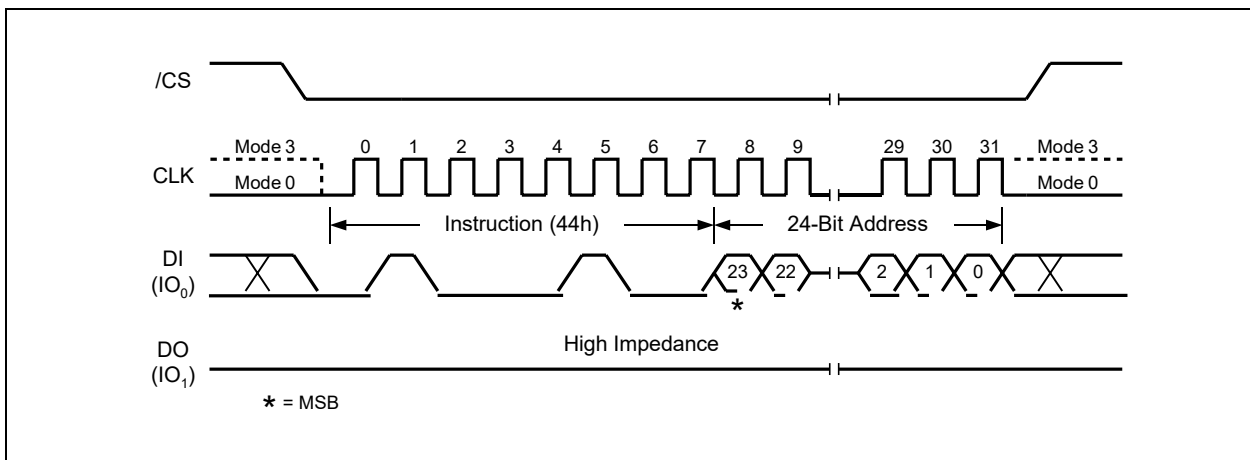 /CS
Mode 3 0 1 2 3 4 5 6 7 8 9 29 30 31 Mode 3
CLK Mode 0 Mode 0
Instruction (44h) 24-Bit Address
DI
(IO0) 23 22 2 1 0
*
High Impedance
DO
(IO1)
* = MSB